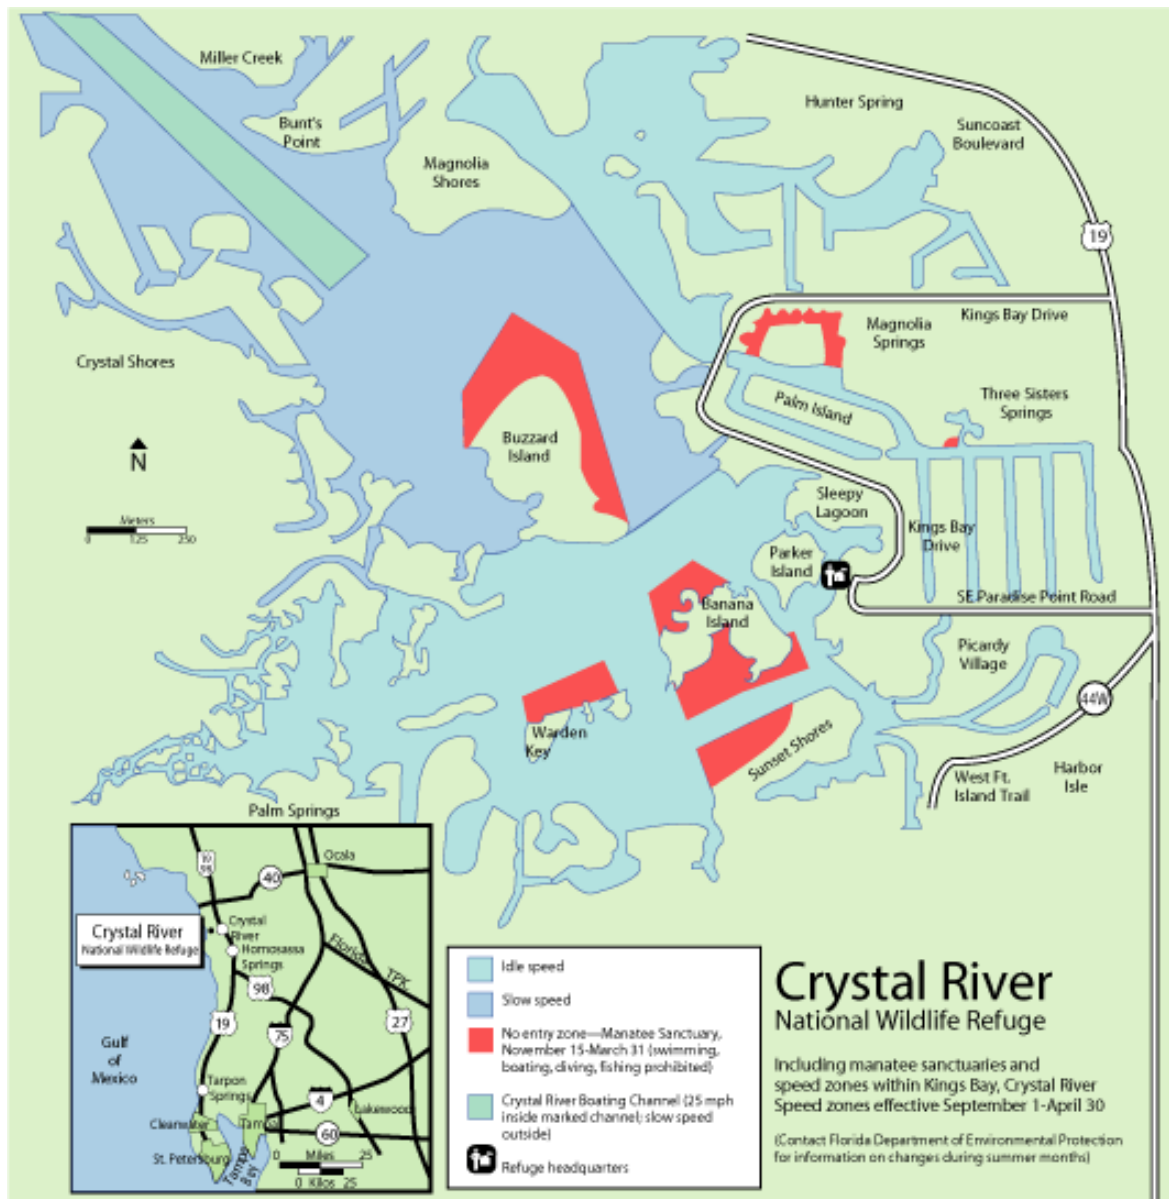 Miller Creek
Hunter Spring
Bunt's
Point
Suncoast
Boulevard
Magnolia
Shores
19
Kings Bay Drive
Magnolia
Springs
Crystal Shores
Palm Island
Three Sisters
Springs
Buzzard
Island
N
Sleepy
Lagoon
Meters
0 125 250
Kings Bay
Drive
Parker
Island
SE Paradise Point Road
Banana
Island
Picardy
Village
44W
Warden
Key
Sunset Shores
West Ft.
Island Trail
Harbor
Isle
Palm Springs
Ocala
19
98
40
Crystal River
National Wildlife Refuge
Crystal
River
Homosassa
Springs
Florida TPK.
98
19
75
27
Gulf
of
Mexico
Tarpon
Springs
4
Lakewood
Clearwater
Tampa
60
St. Petersburg
Tampa
Bay
0 Miles 25
0 Kilos 25
Idle speed
Slow speed
No entry zone—Manatee Sanctuary,
November 15-March 31 (swimming,
boating, diving, fishing prohibited)
Crystal River Boating Channel (25 mph
inside marked channel; slow speed
outside)
Refuge headquarters
Crystal River
National Wildlife Refuge
Including manatee sanctuaries and
speed zones within Kings Bay, Crystal River
Speed zones effective September 1-April 30
(Contact Florida Department of Environmental Protection
for information on changes during summer months)